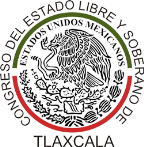 CONGRESO DEL ESTADO LIBRE Y SOBERANO DE
TLAXCALA
ESTADOS UNIDOS MEXICANOS